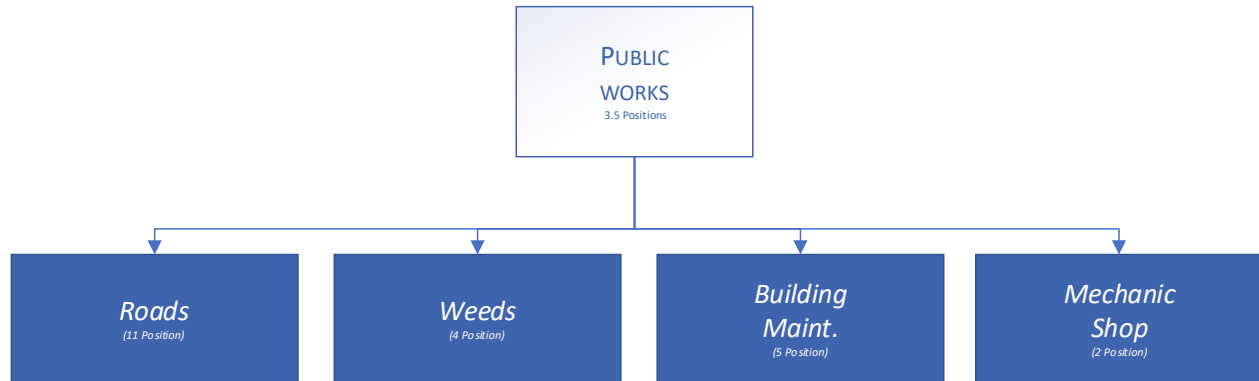 PUBLIC
WORKS
3.5 Positions
Roads
(11 Position)
Weeds
(4 Position)
Building
Maint.
(5 Position)
Mechanic
Shop
(2 Position)